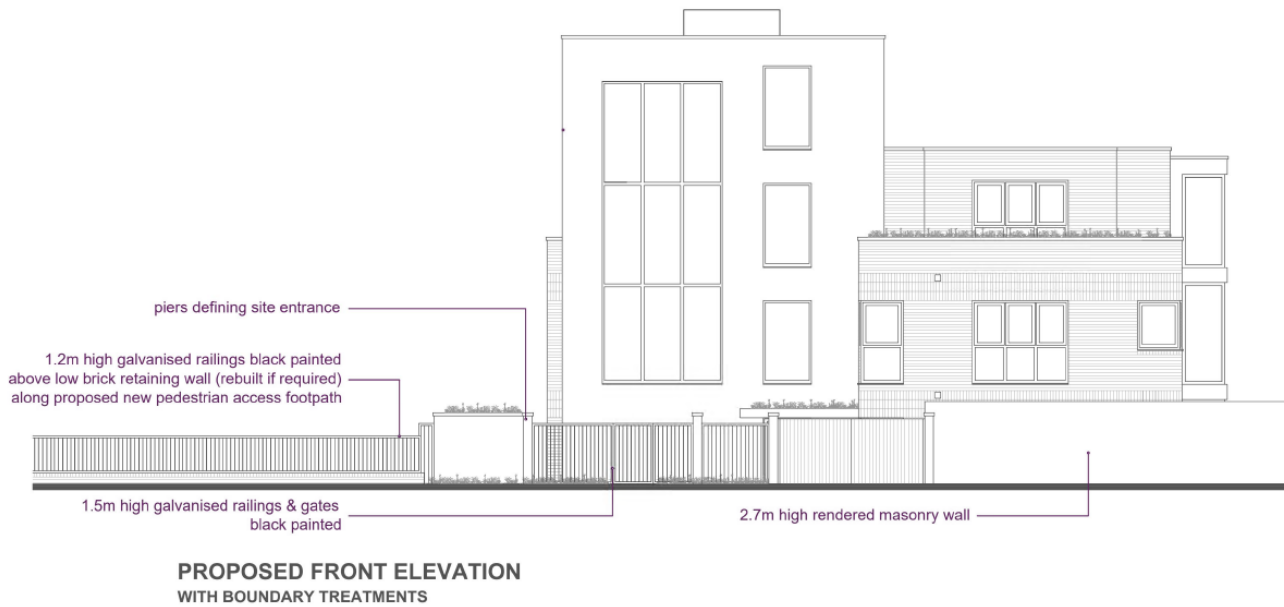 piers defining site entrance
1.2m high galvanised railings black painted
above low brick retaining wall (rebuilt if required)
along proposed new pedestrian access footpath
1.5m high galvanised railings & gates
black painted
2.7m high rendered masonry wall
PROPOSED FRONT ELEVATION
WITH BOUNDARY TREATMENTS